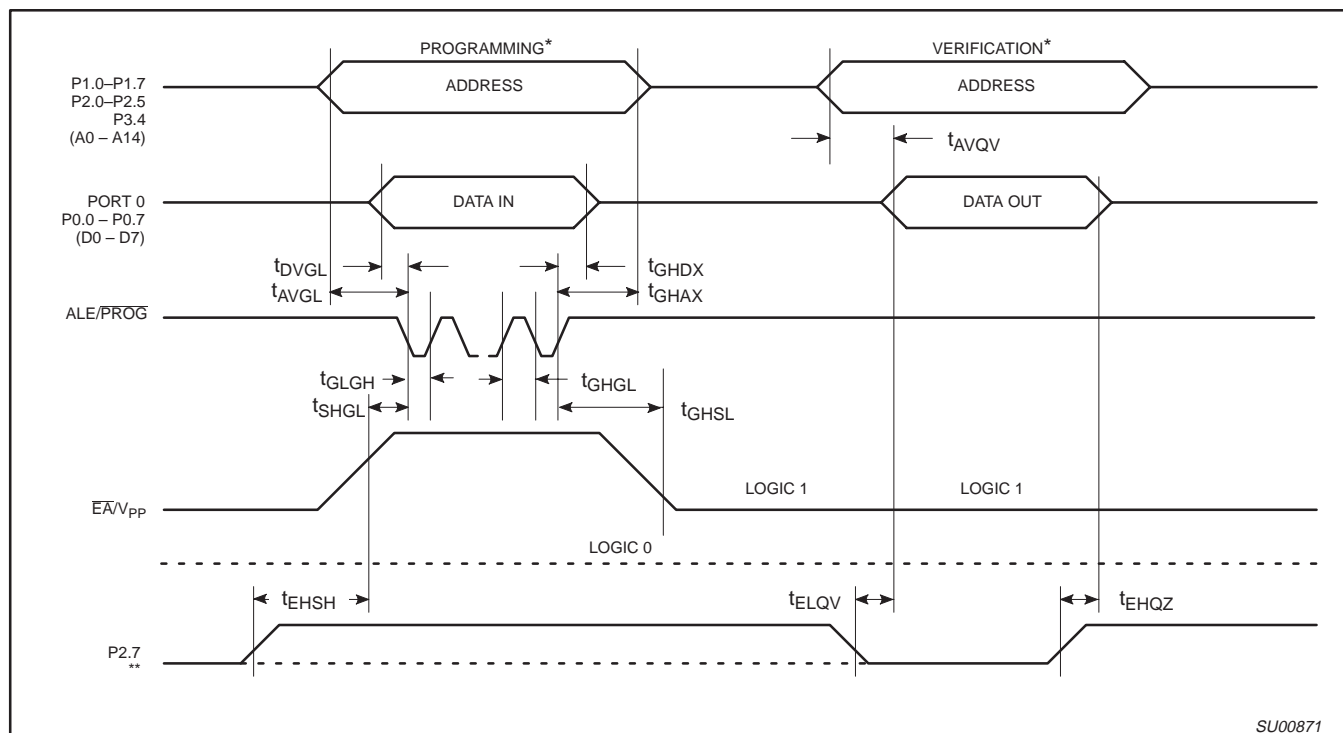 PROGRAMMING*
VERIFICATION*
P1.0–P1.7
P2.0–P2.5
P3.4
(A0 – A14)
ADDRESS
ADDRESS
tAVQV
PORT 0
P0.0 – P0.7
(D0 – D7)
DATA IN
DATA OUT
tDVGL
tGHDX
tAVGL
tGHAX
ALE/PROG
tGLGH
tGHGL
tSHGL
tGHSL
EA/VPP
LOGIC 1
LOGIC 1
LOGIC 0
tEHSH
tELQV
tEHQZ
P2.7
**
SU00871